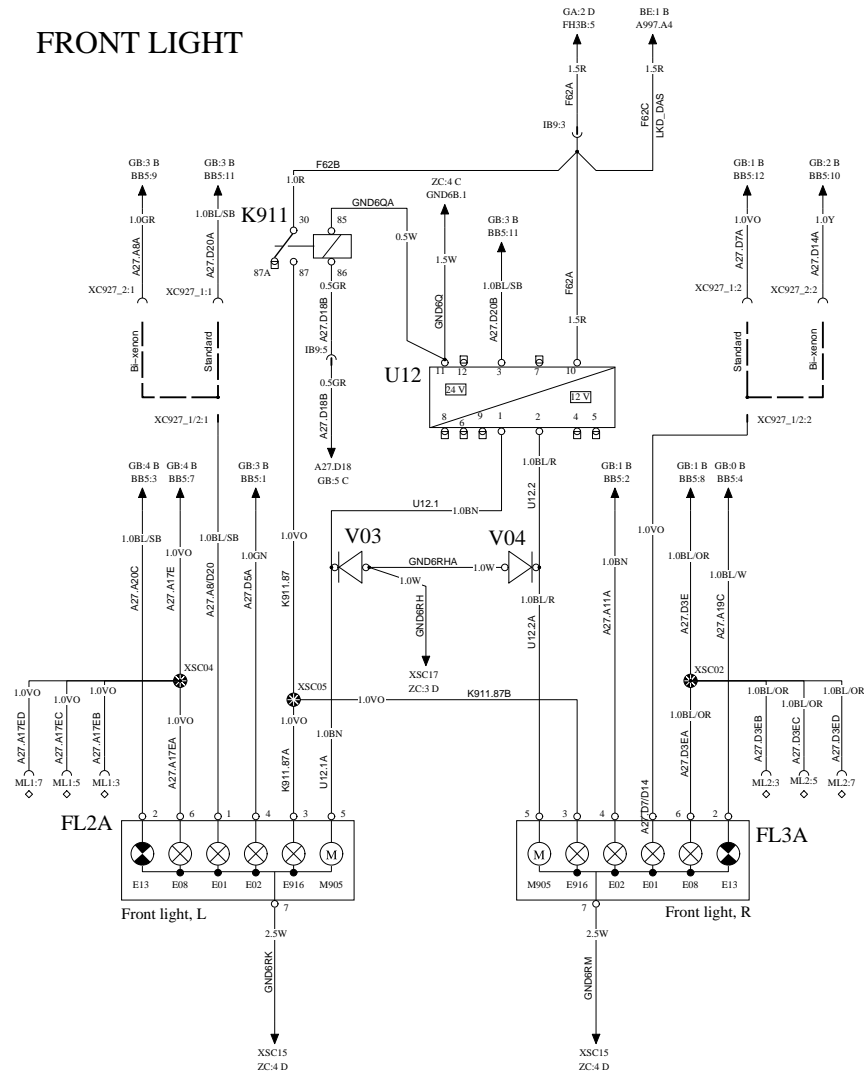 FRONT LIGHT
GA:2 D
FH3B:5
BE:1 B
A997.A4
1.5R
1.5R
F62A
F62C
LKD_DAS
IB9:3
F62B
GB:3 B
BB5:9
GB:3 B
BB5:11
1.0GR
1.0BL/SB
A27.A8A
A27.D20A
XC927_2:1
XC927_1:1
Bi-xenon
Standard
XC927_1/2:1
1.0R
K911
30
85
87A
87
86
GND6QA
0.5W
0.5GR
A27.D18B
IB9:5
0.5GR
A27.D18B
A27.D18
GB:5 C
ZC:4 C
GND6B.1
1.5W
GND6Q
GB:3 B
BB5:11
1.0BL/SB
A27.D20B
F62A
1.5R
GB:1 B
BB5:12
GB:2 B
BB5:10
1.0VO
1.0Y
A27.D7A
A27.D14A
XC927_1:2
XC927_2:2
Standard
Bi-xenon
XC927_1/2:2
U12
11
12
3
7
10
24 V
12 V
8
6
9
1
2
4
5
GB:4 B
BB5:3
GB:4 B
BB5:7
GB:3 B
BB5:1
1.0BL/SB
1.0VO
1.0BL/SB
1.0GN
1.0VO
A27.A20C
A27.A17E
A27.A8/D20
A27.D5A
K911.87
U12.1
1.0BN
1.0BL/R
U12.2
V03
V04
GND6RHA
1.0W
1.0W
GND6RH
XSC17
ZC:3 D
1.0BL/R
U12.2A
GB:1 B
BB5:2
GB:1 B
BB5:8
GB:0 B
BB5:4
1.0BN
1.0VO
1.0BL/OR
1.0BL/W
A27.A11A
A27.D3E
A27.A19C
XSC04
1.0VO
1.0VO
1.0VO
1.0VO
A27.A17ED
A27.A17EC
A27.A17EB
A27.A17EA
ML1:7
ML1:5
ML1:3
XSC05
1.0VO
K911.87B
1.0VO
K911.87A
1.0BN
U12.1A
XSC02
1.0BL/OR
1.0BL/OR
1.0BL/OR
1.0BL/OR
A27.D3EA
A27.D3EB
A27.D3EC
A27.D3ED
ML2:3
ML2:5
ML2:7
A27.D7/D14
FL2A
2
6
1
4
3
5
M
E13
E08
E01
E02
E916
M905
7
Front light, L
2.5W
GND6RK
XSC15
ZC:4 D
FL3A
5
3
4
1
6
2
M
M905
E916
E02
E01
E08
E13
7
Front light, R
2.5W
GND6RM
XSC15
ZC:4 D